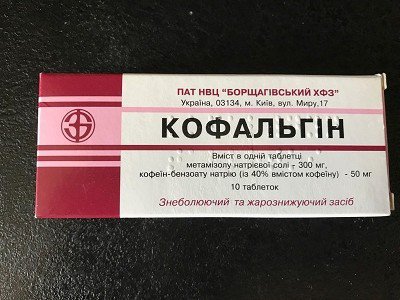 ПАТ НВЦ "БОРЩАГІВСЬКИЙ ХФЗ"
Україна, 03134, м. Київ, вул. Миру.17
КОФАЛЬГІН
Вміст в одній таблетці
метамізолу натрієвої солі - 300 мг,
кофеїн-бензоату натрію (із 40% вмістом кофеїну) - 50 мг
10 таблеток
Знеболюючий та жарознижуючий засіб